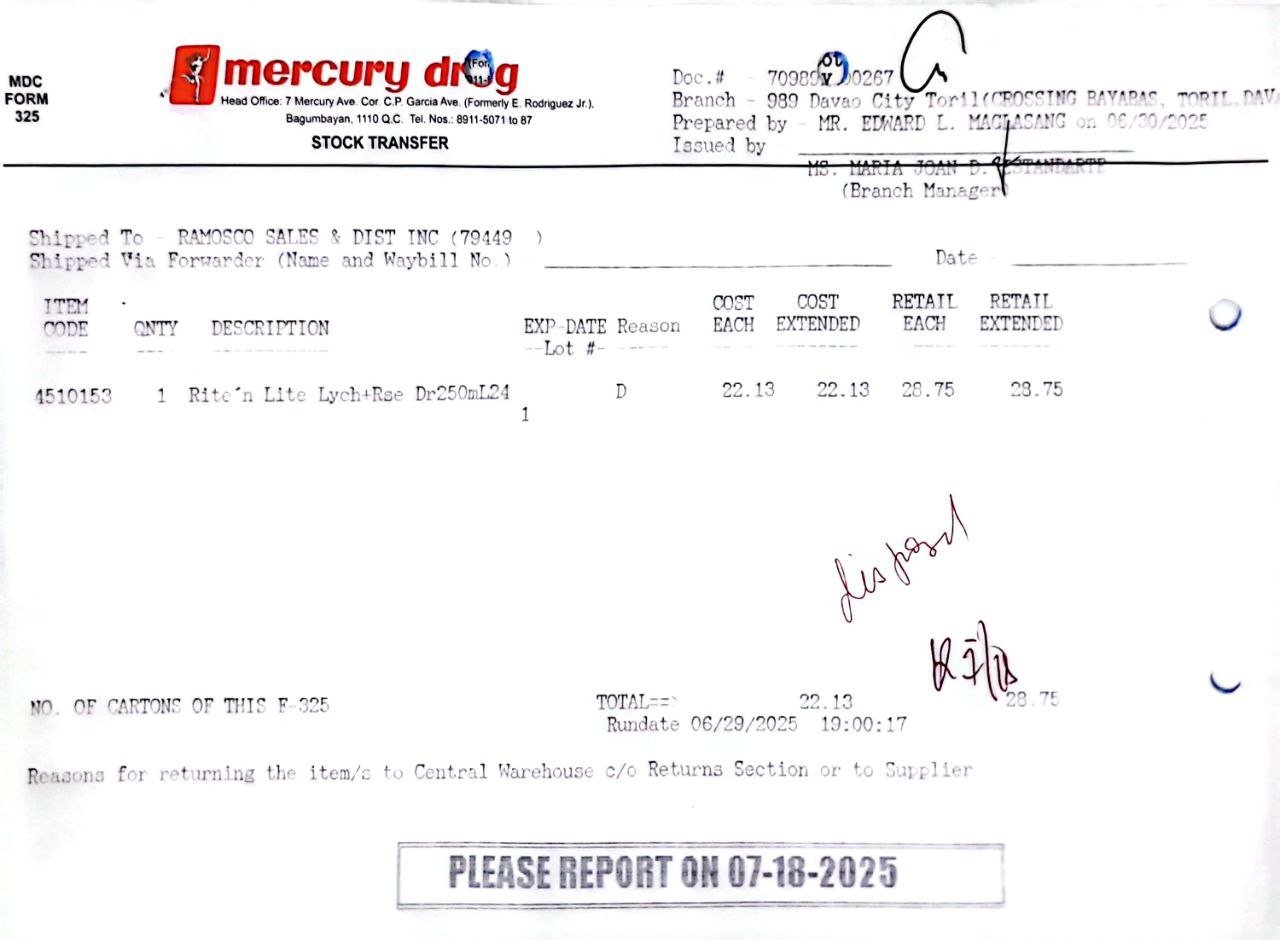 MDC
FORM
325
mercury drug
Head Office: 7 Mercury Ave. Cor. C.P. Garcia Ave. (Formerly E. Rodriguez Jr.).
Bagumbayan, 1110 Q.C. Tel. Nos.: 8911-5071 to 87
STOCK TRANSFER
Doc.# - 70989 00267
Branch - 989 Davao City Toril(CROSSING BAYABAS, TORIL,DAVA
Prepared by - MR. EDWARD L. MAGLASANG on 06/30/2025
Issued by
MS. MARIA JOAN D. ESTANDARTE
(Branch Manager)
Shipped To - RAMOSCO SALES & DIST INC (79449 )
Shipped Via Forwarder (Name and Waybill No.) Date -
ITEM CODE QNTY DESCRIPTION EXP-DATE Reason COST EACH COST EXTENDED RETAIL EACH RETAIL EXTENDED
--Lot #-
4510153 1 Rite´n Lite Lych+Rse Dr250mL24 D 22.13 22.13 28.75 28.75
1
disposal
NO. OF CARTONS OF THIS F-325 TOTAL==> 22.13 28.75
Rundate 06/29/2025 19:00:17
Reasons for returning the item/s to Central Warehouse c/o Returns Section or to Supplier
PLEASE REPORT ON 07-18-2025